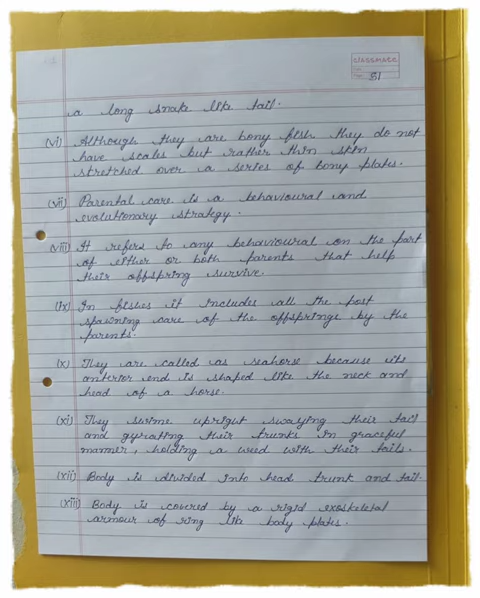 CLASSMATE
51
a long snake like tail.
(vi) Although they are bony fish they do not
have scales but rather thin skin
stretched over a series of bony plates.
(vii) Parental care is a behavioural and
evolutionary strategy.
(viii) It refers to any behavioural on the part
of either or both parents that help
their offspring survive.
(ix) In fishes it includes all the post
spawning care of the offsprings by the
parents.
(x) They are called as seahorse because its
anterior end is shaped like the neck and
head of a horse.
(xi) They swime upright swaying their tail
and gyrating their trunks in graceful
manner, holding a weed with their tails.
(xii) Body is divided into head trunk and tail.
(xiii) Body is covered by a rigid exoskeletal
armour of ring like body plates.